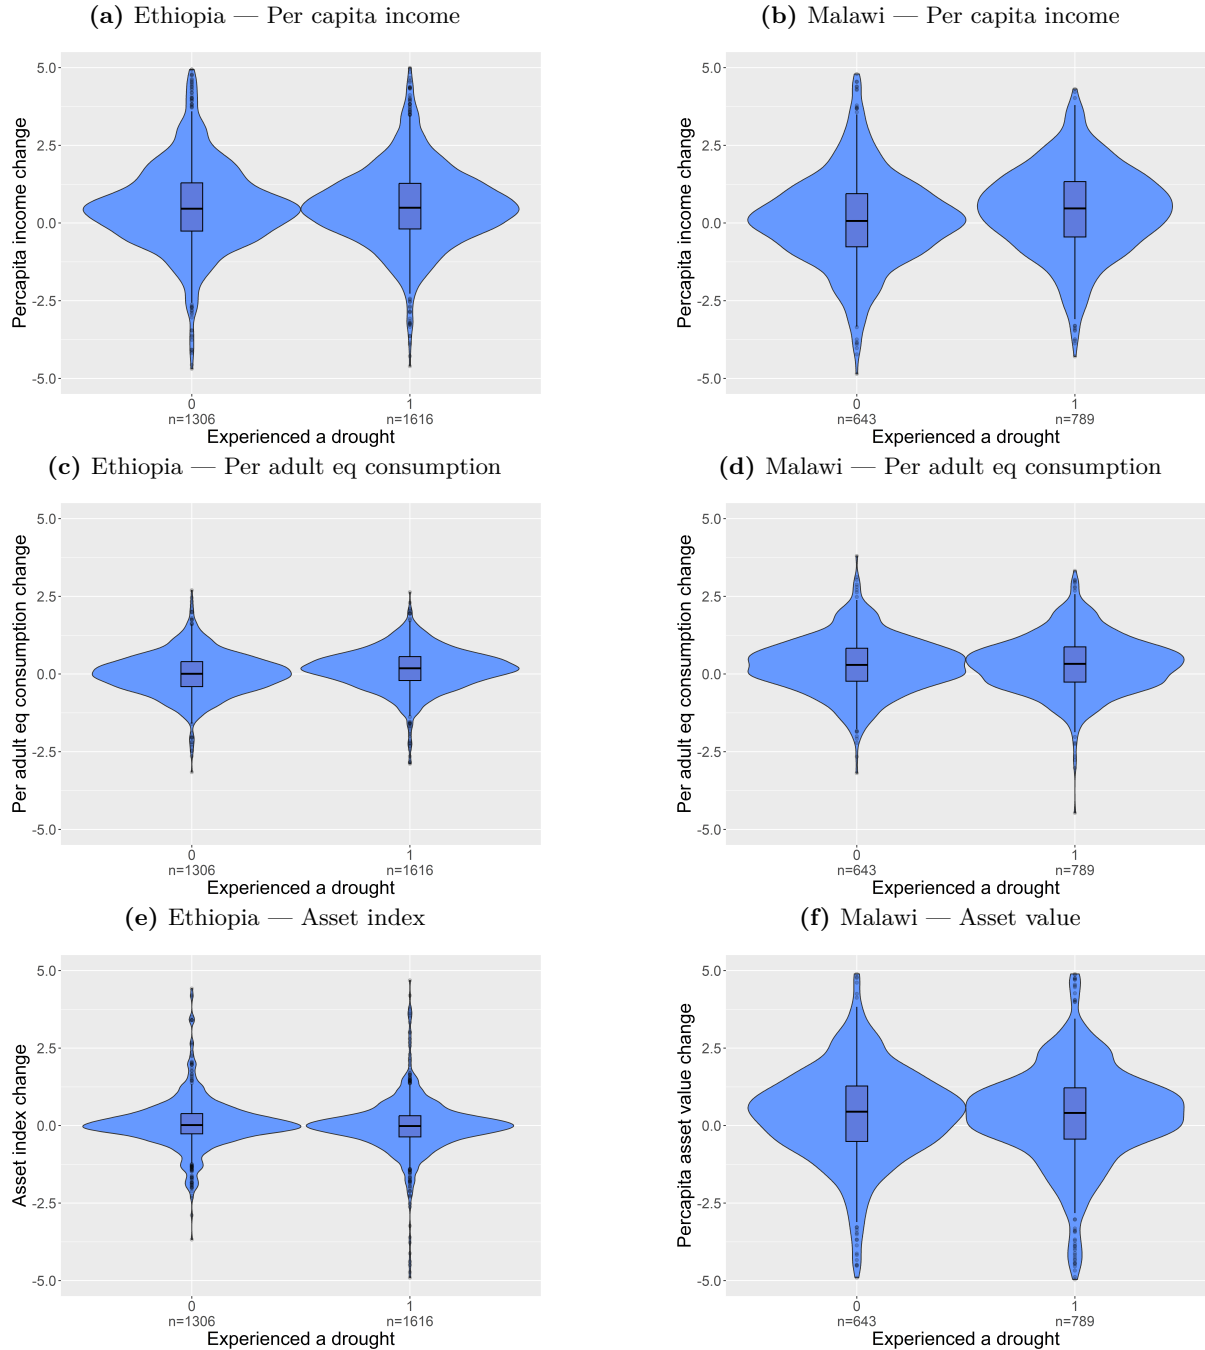 (a) Ethiopia — Per capita income
Percapita income change
5.0
2.5
0.0
-2.5
-5.0
0
n=1306
1
n=1616
Experienced a drought
(b) Malawi — Per capita income
Percapita income change
5.0
2.5
0.0
-2.5
-5.0
0
n=643
1
n=789
Experienced a drought
(c) Ethiopia — Per adult eq consumption
Per adult eq consumption change
5.0
2.5
0.0
-2.5
-5.0
0
n=1306
1
n=1616
Experienced a drought
(d) Malawi — Per adult eq consumption
Per adult eq consumption change
5.0
2.5
0.0
-2.5
-5.0
0
n=643
1
n=789
Experienced a drought
(e) Ethiopia — Asset index
Asset index change
5.0
2.5
0.0
-2.5
-5.0
0
n=1306
1
n=1616
Experienced a drought
(f) Malawi — Asset value
Percapita asset value change
5.0
2.5
0.0
-2.5
-5.0
0
n=643
1
n=789
Experienced a drought